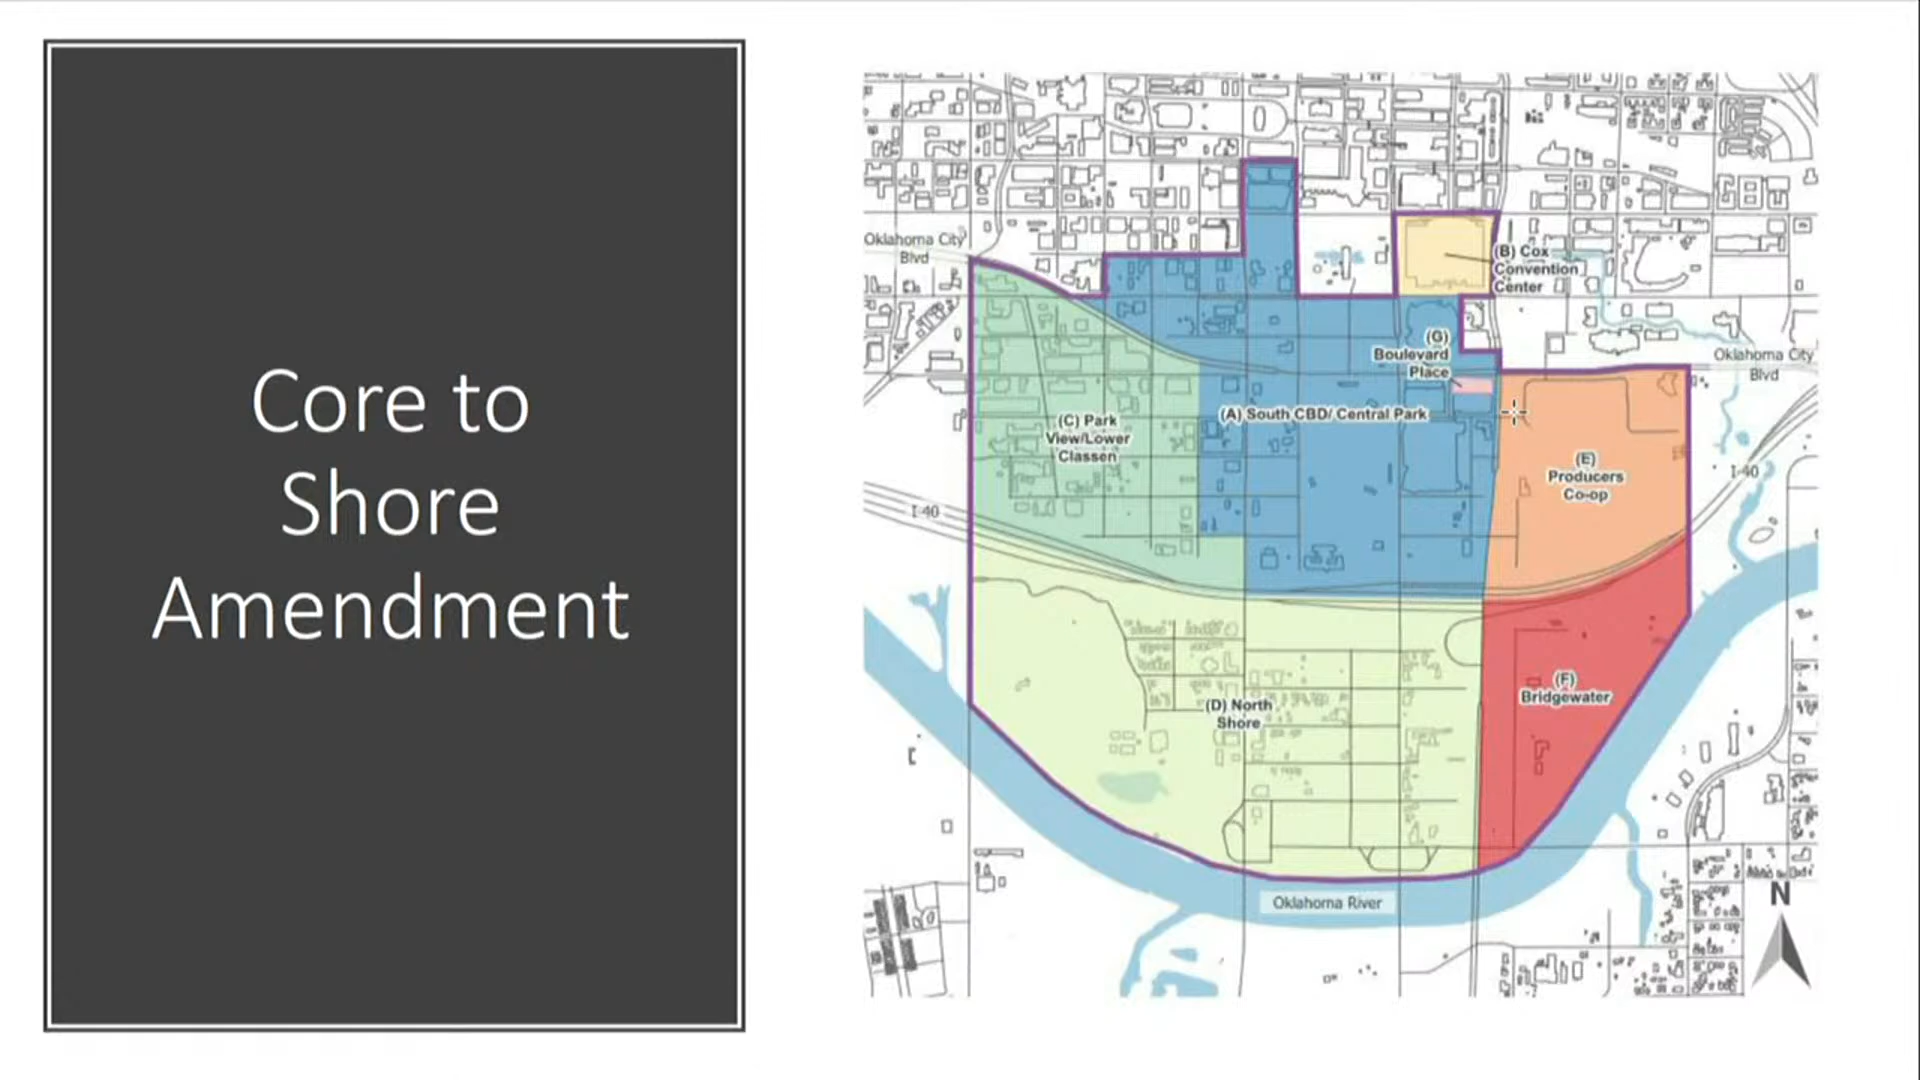 Core to
Shore
Amendment
Oklahoma City
Blvd
(B) Cox
Convention
Center
(G)
Boulevard
Place
Oklahoma City
Blvd
(C) Park
View/Lower
Classen
(A) South CBD/ Central Park
(E)
Producers
Co-op
I-40
I-40
(F)
Bridgewater
(D) North
Shore
Oklahoma River
N